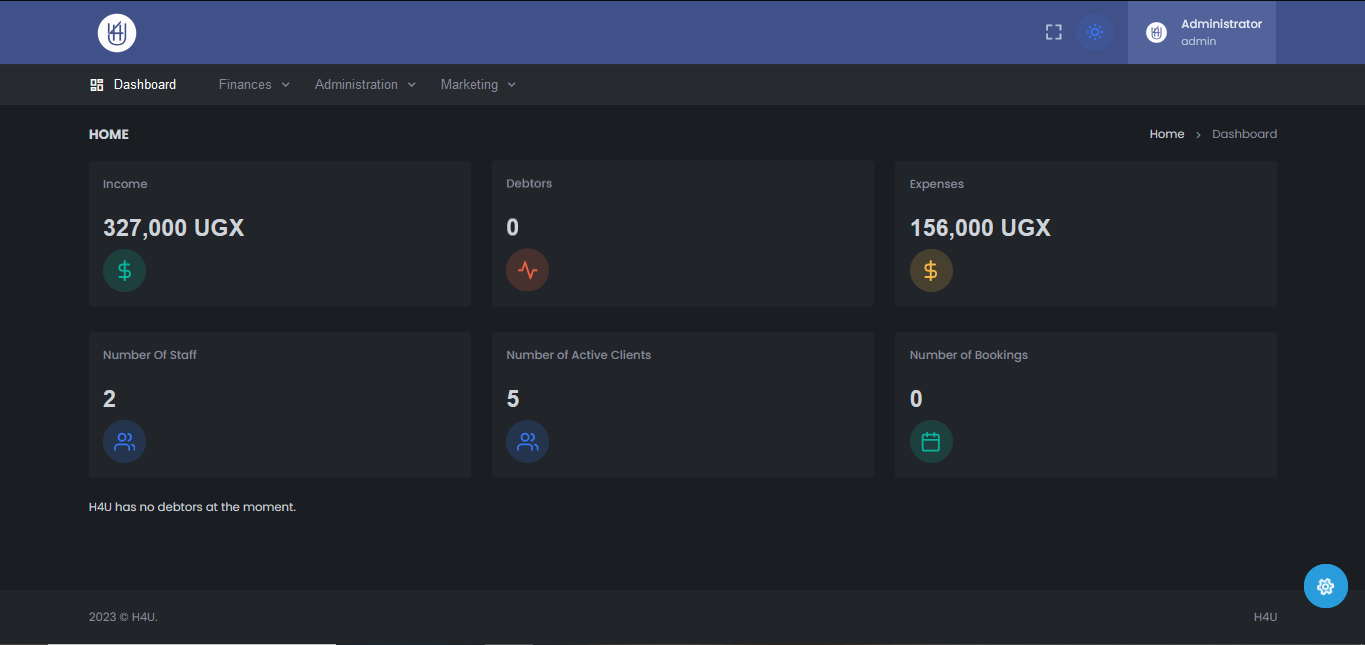 Administrator
admin
Dashboard Finances Administration Marketing
HOME
Home > Dashboard
Income
327,000 UGX
Debtors
0
Expenses
156,000 UGX
Number Of Staff
2
Number of Active Clients
5
Number of Bookings
0
H4U has no debtors at the moment.
2023 © H4U.
H4U